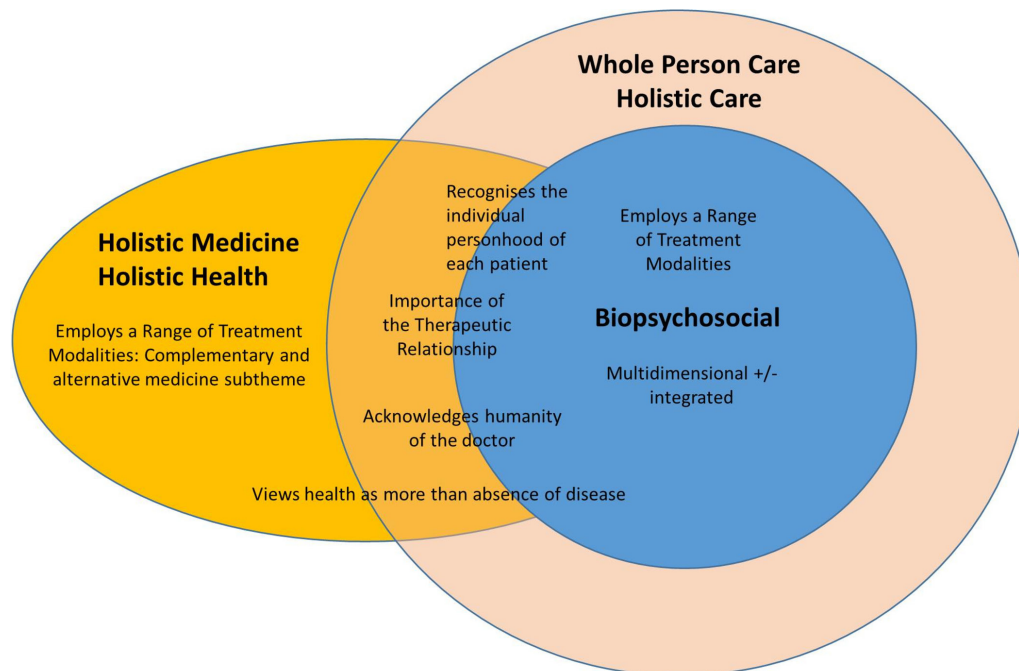 Whole Person Care
Holistic Care
Holistic Medicine
Holistic Health
Employs a Range of Treatment
Modalities: Complementary and
alternative medicine subtheme
Recognises the
individual
personhood of
each patient
Importance of
the Therapeutic
Relationship
Acknowledges humanity
of the doctor
Views health as more than absence of disease
Employs a Range
of Treatment
Modalities
Biopsychosocial
Multidimensional +/-
integrated